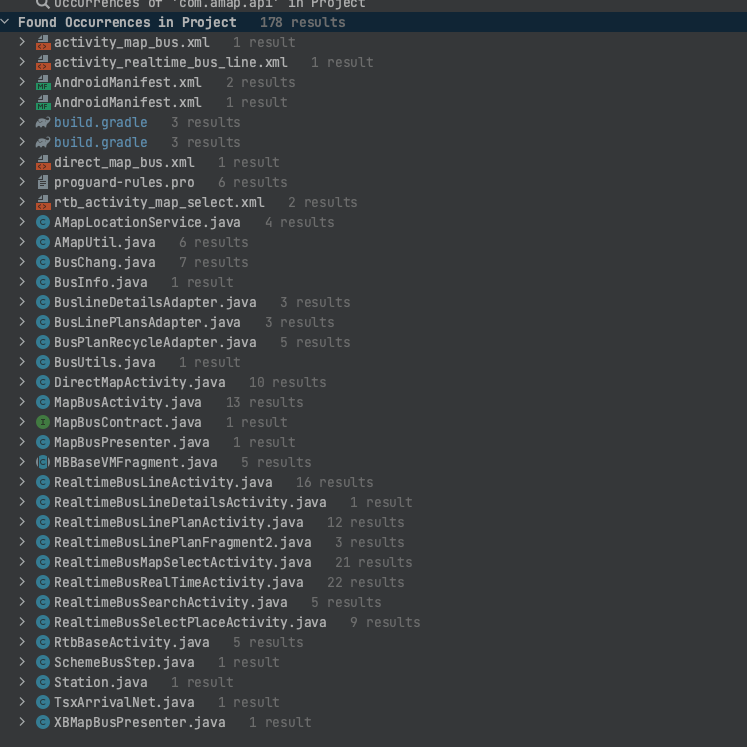 Occurrences of 'com.amap.api' in Project
Found Occurrences in Project 178 results
activity_map_bus.xml 1 result
activity_realtime_bus_line.xml 1 result
AndroidManifest.xml 2 results
AndroidManifest.xml 1 result
build.gradle 3 results
build.gradle 3 results
direct_map_bus.xml 1 result
proguard-rules.pro 6 results
rtb_activity_map_select.xml 2 results
AMapLocationService.java 4 results
AMapUtil.java 6 results
BusChang.java 7 results
BusInfo.java 1 result
BuslineDetailsAdapter.java 3 results
BusLinePlansAdapter.java 3 results
BusPlanRecycleAdapter.java 5 results
BusUtils.java 1 result
DirectMapActivity.java 10 results
MapBusActivity.java 13 results
MapBusContract.java 1 result
MapBusPresenter.java 1 result
MBBaseVMFragment.java 5 results
RealtimeBusLineActivity.java 16 results
RealtimeBusLineDetailsActivity.java 1 result
RealtimeBusLinePlanActivity.java 12 results
RealtimeBusLinePlanFragment2.java 3 results
RealtimeBusMapSelectActivity.java 21 results
RealtimeBusRealTimeActivity.java 22 results
RealtimeBusSearchActivity.java 5 results
RealtimeBusSelectPlaceActivity.java 9 results
RtbBaseActivity.java 5 results
SchemeBusStep.java 1 result
Station.java 1 result
TsxArrivalNet.java 1 result
XBMapBusPresenter.java 1 result